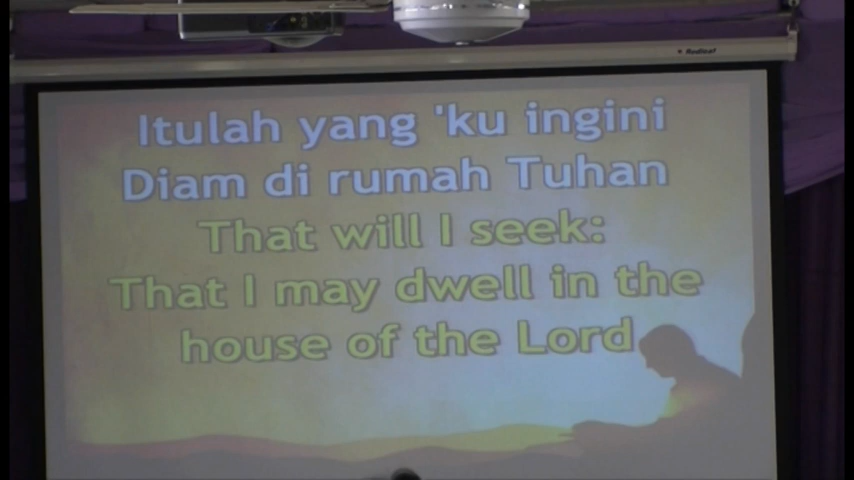 Itulah yang 'ku ingini
Diam di rumah Tuhan
That will I seek:
That I may dwell in the
house of the Lord